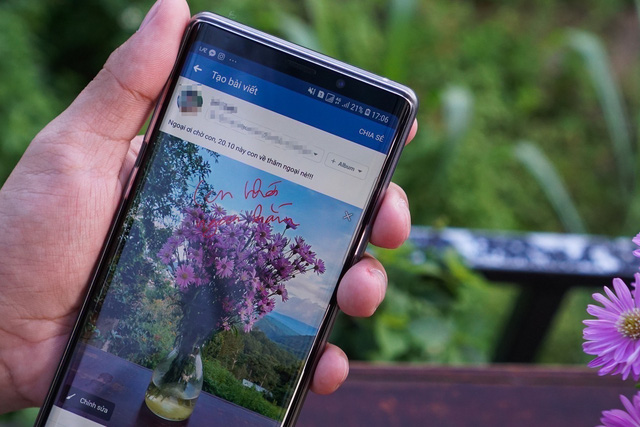 21% 17:06
Tạo bài viết
CHIA SẺ
+ Album
Ngoại ơi chờ con, 20.10 này con về thăm ngoại nè!!!
Chỉnh sửa